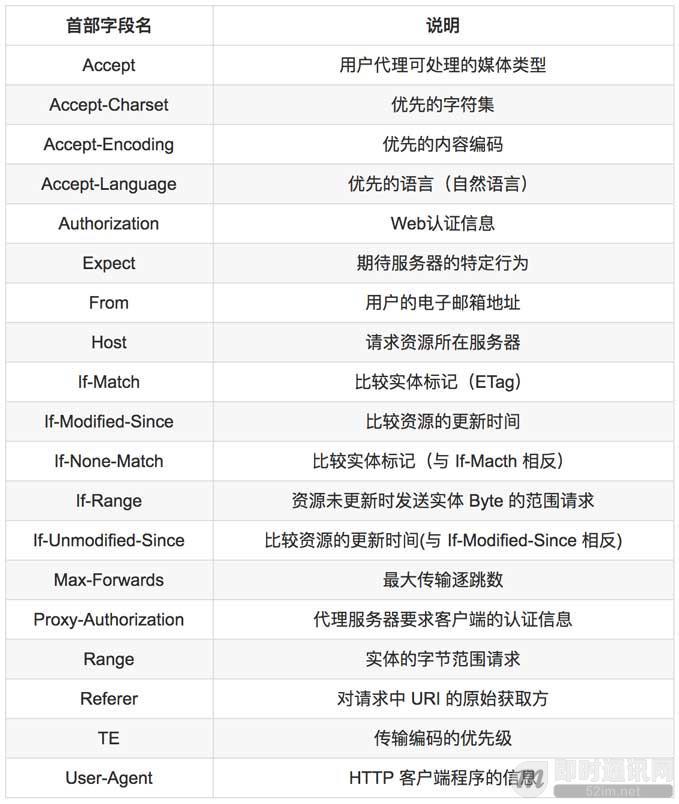 首部字段名 说明
Accept 用户代理可处理的媒体类型
Accept-Charset 优先的字符集
Accept-Encoding 优先的内容编码
Accept-Language 优先的语言（自然语言）
Authorization Web认证信息
Expect 期待服务器的特定行为
From 用户的电子邮箱地址
Host 请求资源所在服务器
If-Match 比较实体标记（ETag）
If-Modified-Since 比较资源的更新时间
If-None-Match 比较实体标记（与 If-Macth 相反）
If-Range 资源未更新时发送实体 Byte 的范围请求
If-Unmodified-Since 比较资源的更新时间(与 If-Modified-Since 相反)
Max-Forwards 最大传输逐跳数
Proxy-Authorization 代理服务器要求客户端的认证信息
Range 实体的字节范围请求
Referer 对请求中 URI 的原始获取方
TE 传输编码的优先级
User-Agent HTTP 客户端程序的信息
即时通讯网
52im.net